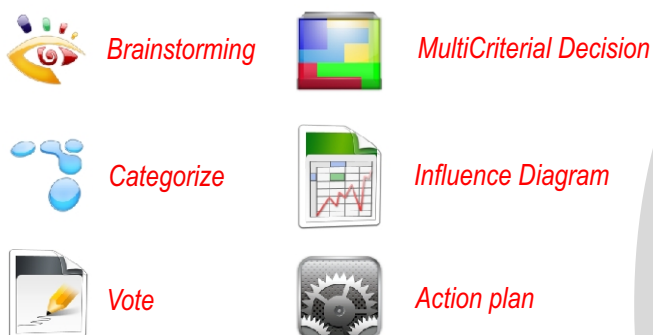 Brainstorming
MultiCriterial Decision
Categorize
Influence Diagram
Vote
Action plan